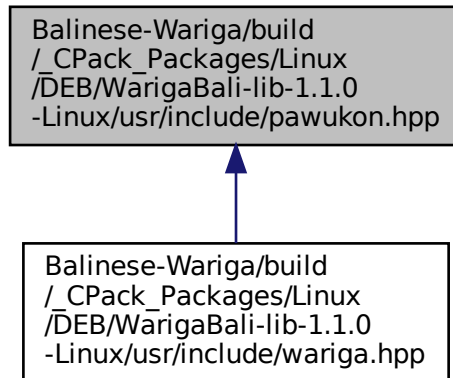 Balinese-Wariga/build
/_CPack_Packages/Linux
/DEB/WarigaBali-lib-1.1.0
-Linux/usr/include/pawukon.hpp
Balinese-Wariga/build
/_CPack_Packages/Linux
/DEB/WarigaBali-lib-1.1.0
-Linux/usr/include/wariga.hpp